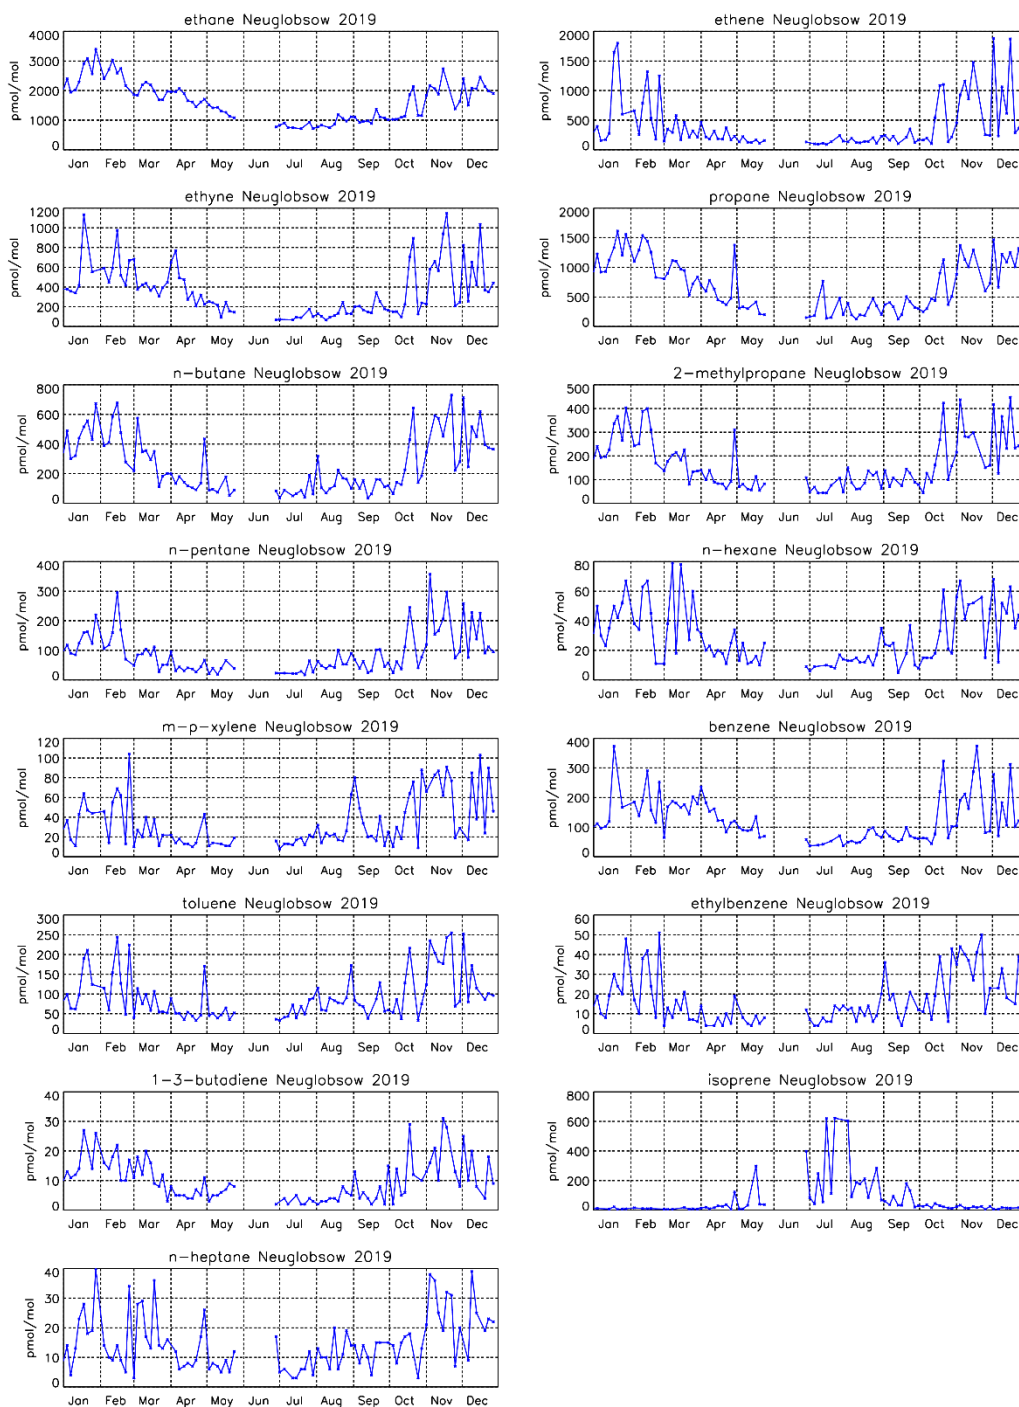 ethane Neuglobsow 2019
pmol/mol
4000
3000
2000
1000
0
Jan Feb Mar Apr May Jun Jul Aug Sep Oct Nov Dec
ethene Neuglobsow 2019
pmol/mol
2000
1500
1000
500
0
Jan Feb Mar Apr May Jun Jul Aug Sep Oct Nov Dec
ethyne Neuglobsow 2019
pmol/mol
1200
1000
800
600
400
200
0
Jan Feb Mar Apr May Jun Jul Aug Sep Oct Nov Dec
propane Neuglobsow 2019
pmol/mol
2000
1500
1000
500
0
Jan Feb Mar Apr May Jun Jul Aug Sep Oct Nov Dec
n-butane Neuglobsow 2019
pmol/mol
800
600
400
200
0
Jan Feb Mar Apr May Jun Jul Aug Sep Oct Nov Dec
2-methylpropane Neuglobsow 2019
pmol/mol
500
400
300
200
100
0
Jan Feb Mar Apr May Jun Jul Aug Sep Oct Nov Dec
n-pentane Neuglobsow 2019
pmol/mol
400
300
200
100
0
Jan Feb Mar Apr May Jun Jul Aug Sep Oct Nov Dec
n-hexane Neuglobsow 2019
pmol/mol
80
60
40
20
0
Jan Feb Mar Apr May Jun Jul Aug Sep Oct Nov Dec
m-p-xylene Neuglobsow 2019
pmol/mol
120
100
80
60
40
20
0
Jan Feb Mar Apr May Jun Jul Aug Sep Oct Nov Dec
benzene Neuglobsow 2019
pmol/mol
400
300
200
100
0
Jan Feb Mar Apr May Jun Jul Aug Sep Oct Nov Dec
toluene Neuglobsow 2019
pmol/mol
300
250
200
150
100
50
0
Jan Feb Mar Apr May Jun Jul Aug Sep Oct Nov Dec
ethylbenzene Neuglobsow 2019
pmol/mol
60
50
40
30
20
10
0
Jan Feb Mar Apr May Jun Jul Aug Sep Oct Nov Dec
1-3-butadiene Neuglobsow 2019
pmol/mol
40
30
20
10
0
Jan Feb Mar Apr May Jun Jul Aug Sep Oct Nov Dec
isoprene Neuglobsow 2019
pmol/mol
800
600
400
200
0
Jan Feb Mar Apr May Jun Jul Aug Sep Oct Nov Dec
n-heptane Neuglobsow 2019
pmol/mol
40
30
20
10
0
Jan Feb Mar Apr May Jun Jul Aug Sep Oct Nov Dec